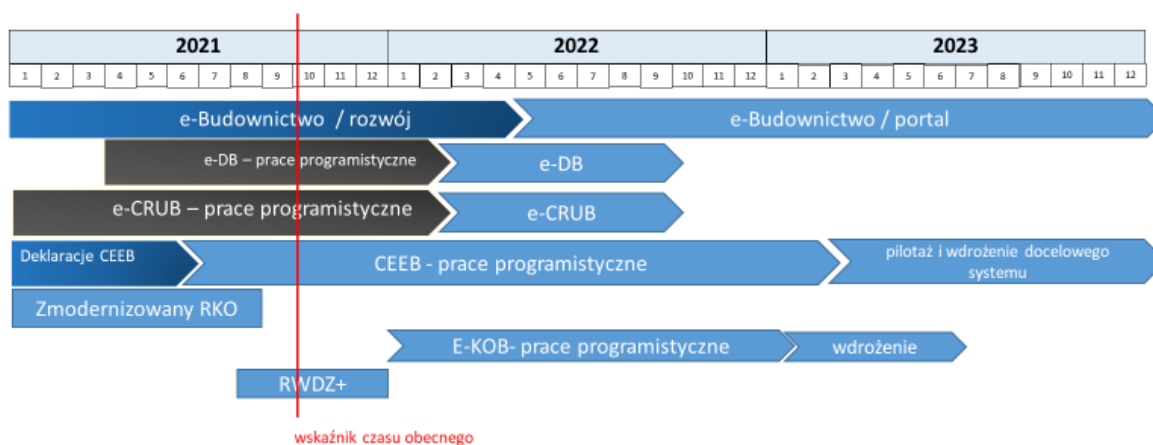 2021 2022 2023
1 2 3 4 5 6 7 8 9 10 11 12 1 2 3 4 5 6 7 8 9 10 11 12 1 2 3 4 5 6 7 8 9 10 11 12
e-Budownictwo / rozwój e-Budownictwo / portal
e-DB – prace programistyczne e-DB
e-CRUB – prace programistyczne e-CRUB
Deklaracje CEEB CEEB - prace programistyczne pilotaż i wdrożenie docelowego
systemu
Zmodernizowany RKO
E-KOB- prace programistyczne wdrożenie
RWDZ+
wskaźnik czasu obecnego